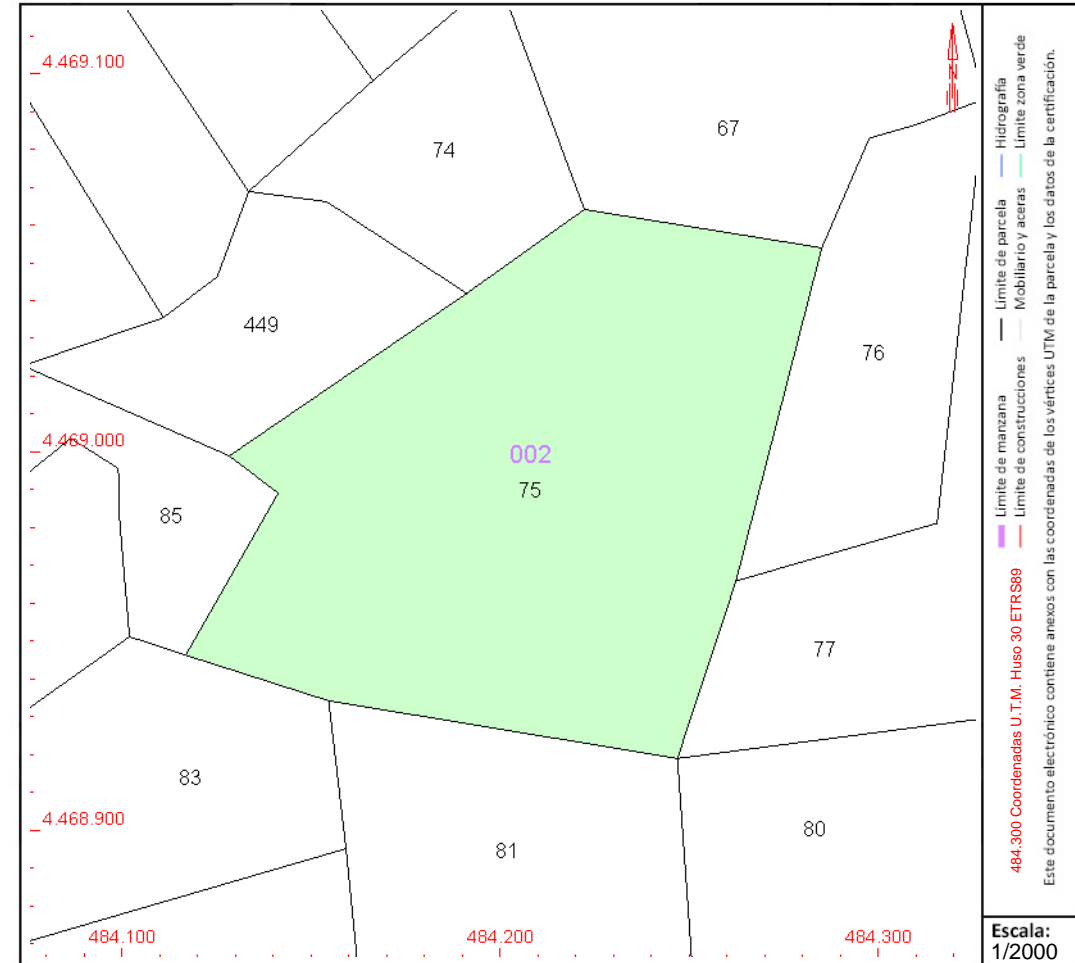 4.469.100
67
74
449
76
4.469.000
002
75
85
77
83
4.468.900
81
80
484.100
484.200
484.300
484.300 Coordenadas U.T.M. Huso 30 ETRS89
Límite de manzana
Límite de parcela
Hidrografía
Límite de construcciones
Mobiliario y aceras
Límite zona verde
Este documento electrónico contiene anexos con las coordenadas de los vértices UTM de la parcela y los datos de la certificación.
Escala:
1/2000